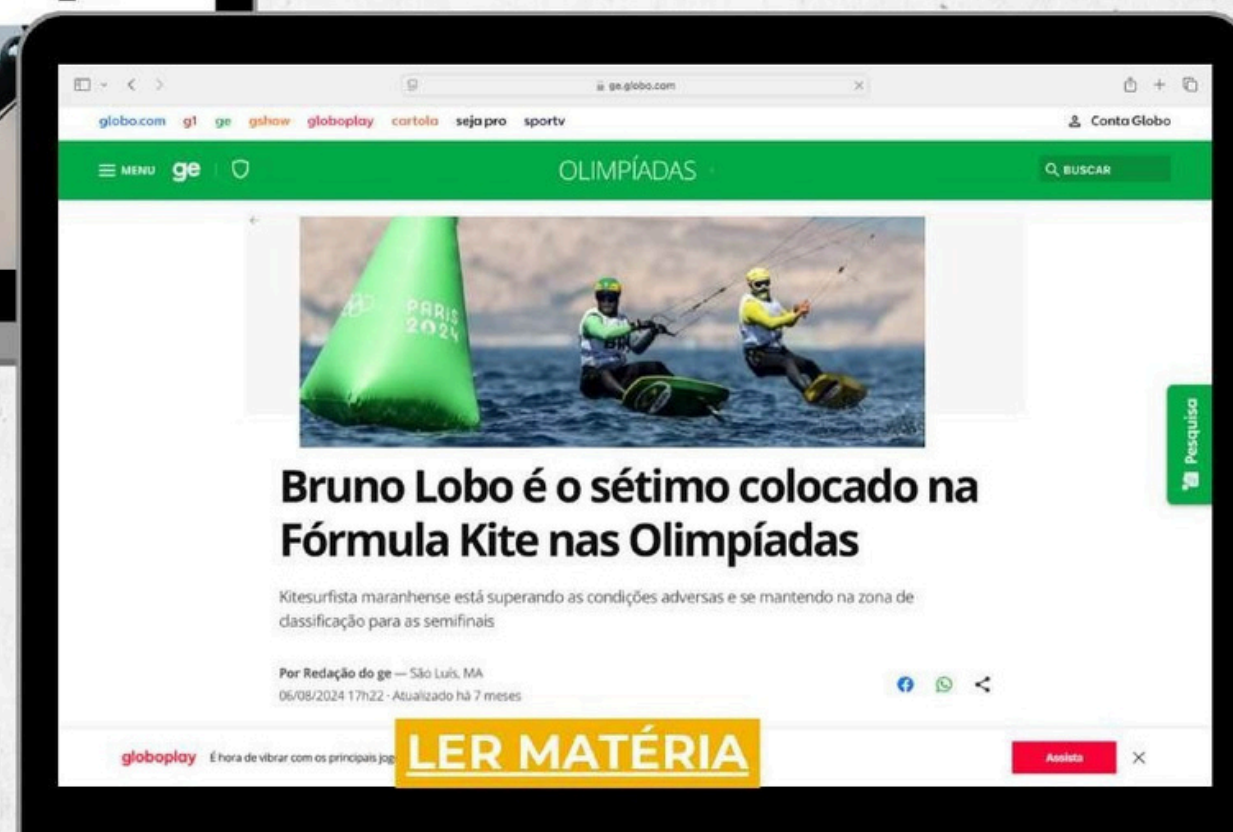 ge.globo.com
globo.com g1 ge gshow globoplay cartola seja pro sportv Conta Globo
MENU ge OLIMPÍADAS BUSCAR
PARIS
2024
BRA
Bruno Lobo é o sétimo colocado na
Fórmula Kite nas Olimpíadas
Kitesurfista maranhense está superando as condições adversas e se mantendo na zona de
classificação para as semifinais
Por Redação do ge — São Luís, MA
06/08/2024 17h22 · Atualizado há 7 meses
Pesquisa
globoplay É hora de vibrar com os principais jog
LER MATÉRIA
Assista